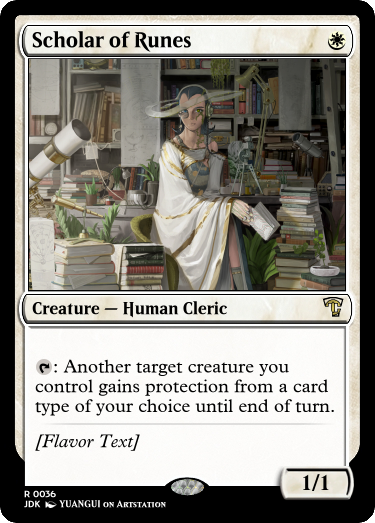 Scholar of Runes
Creature — Human Cleric
: Another target creature you
control gains protection from a card
type of your choice until end of turn.
[Flavor Text]
1/1
R 0036
JDK YUANGUI ON ARTSTATION